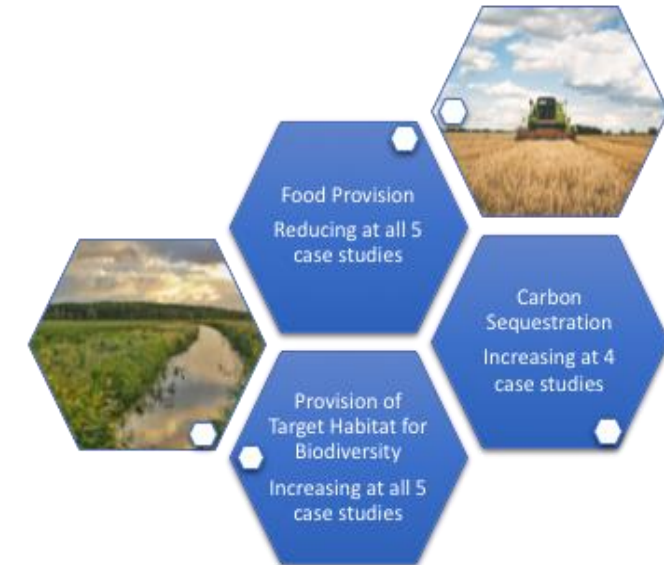 Food Provision
Reducing at all 5
case studies
Carbon
Sequestration
Increasing at 4
case studies
Provision of
Target Habitat for
Biodiversity
Increasing at all 5
case studies